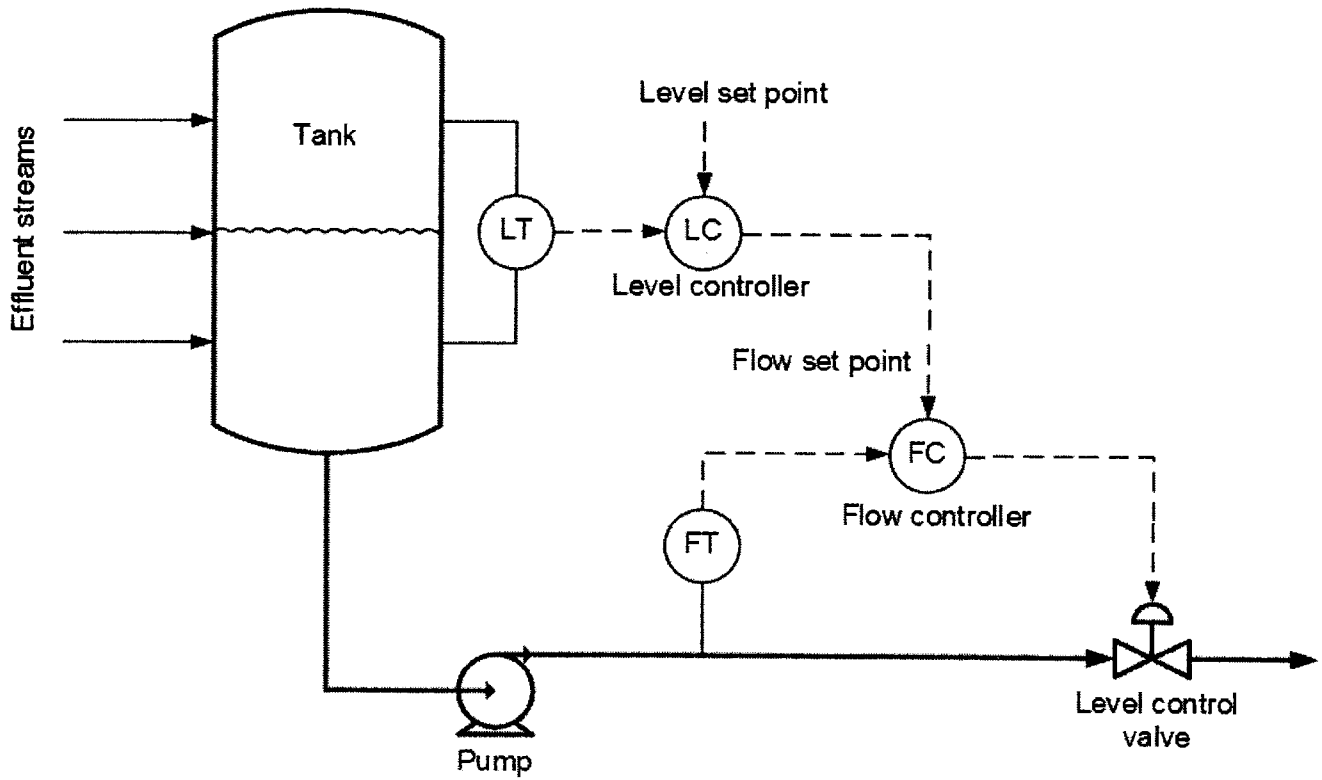 Level set point
Effluent streams
Tank
LT
LC
Level controller
Flow set point
FC
Flow controller
FT
Level control
valve
Pump